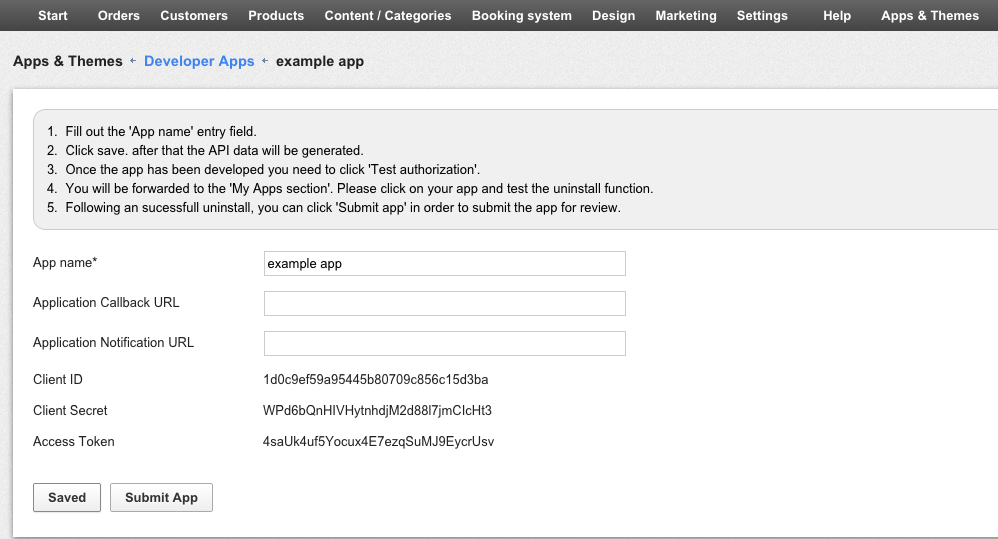 Start Orders Customers Products Content / Categories Booking system Design Marketing Settings Help Apps & Themes
Apps & Themes ← Developer Apps ← example app
1. Fill out the 'App name' entry field.
2. Click save. after that the API data will be generated.
3. Once the app has been developed you need to click 'Test authorization'.
4. You will be forwarded to the 'My Apps section'. Please click on your app and test the uninstall function.
5. Following an sucessfull uninstall, you can click 'Submit app' in order to submit the app for review.
App name* example app
Application Callback URL
Application Notification URL
Client ID 1d0c9ef59a95445b80709c856c15d3ba
Client Secret WPd6bQnHIVHytnhdjM2d88l7jmCIcHt3
Access Token 4saUk4uf5Yocux4E7ezqSuMJ9EycrUsv
Saved Submit App